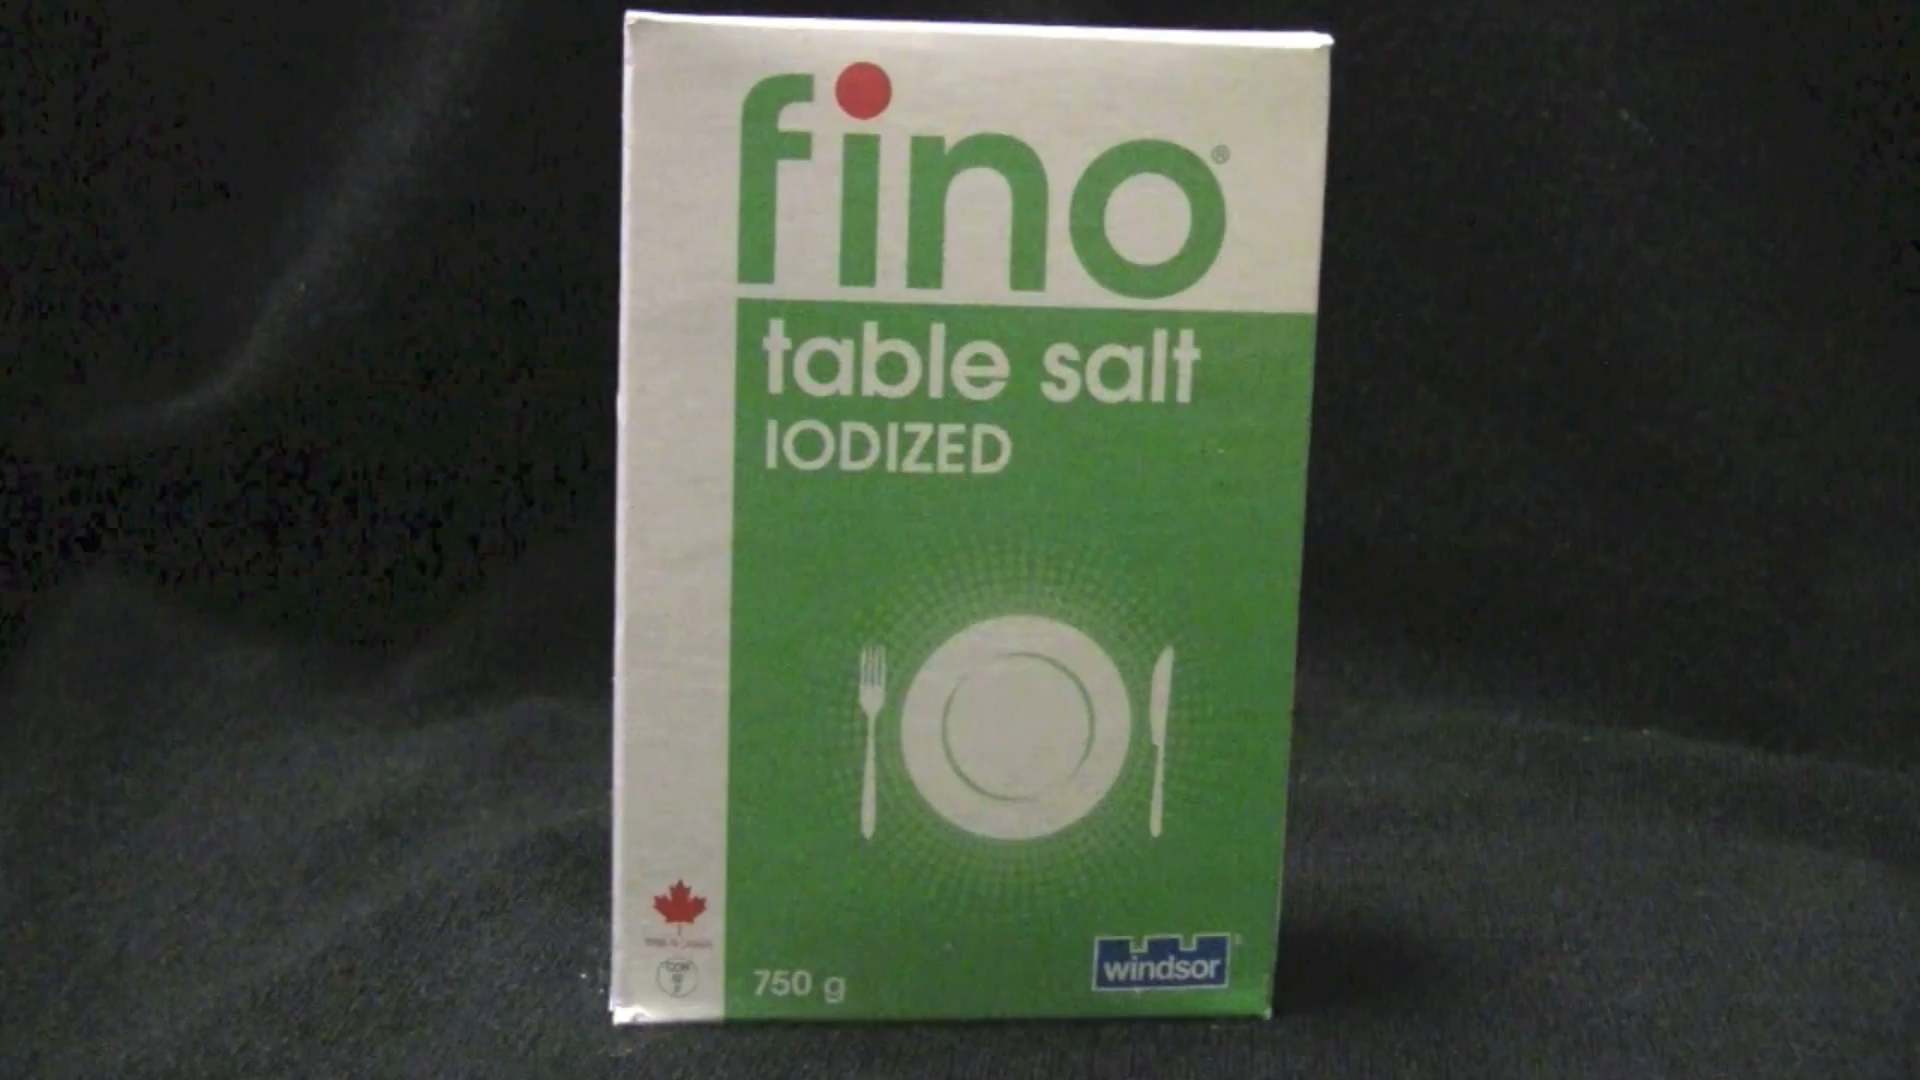 fino®
table salt
IODIZED
750 g
windsor